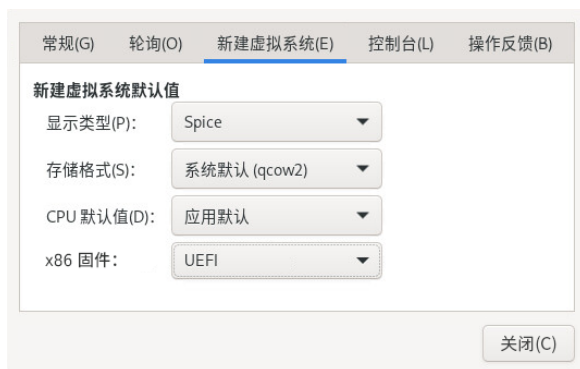 常规(G) 轮询(O) 新建虚拟系统(E) 控制台(L) 操作反馈(B)
新建虚拟系统默认值
显示类型(P): Spice
存储格式(S): 系统默认 (qcow2)
CPU 默认值(D): 应用默认
x86 固件： UEFI
关闭(C)